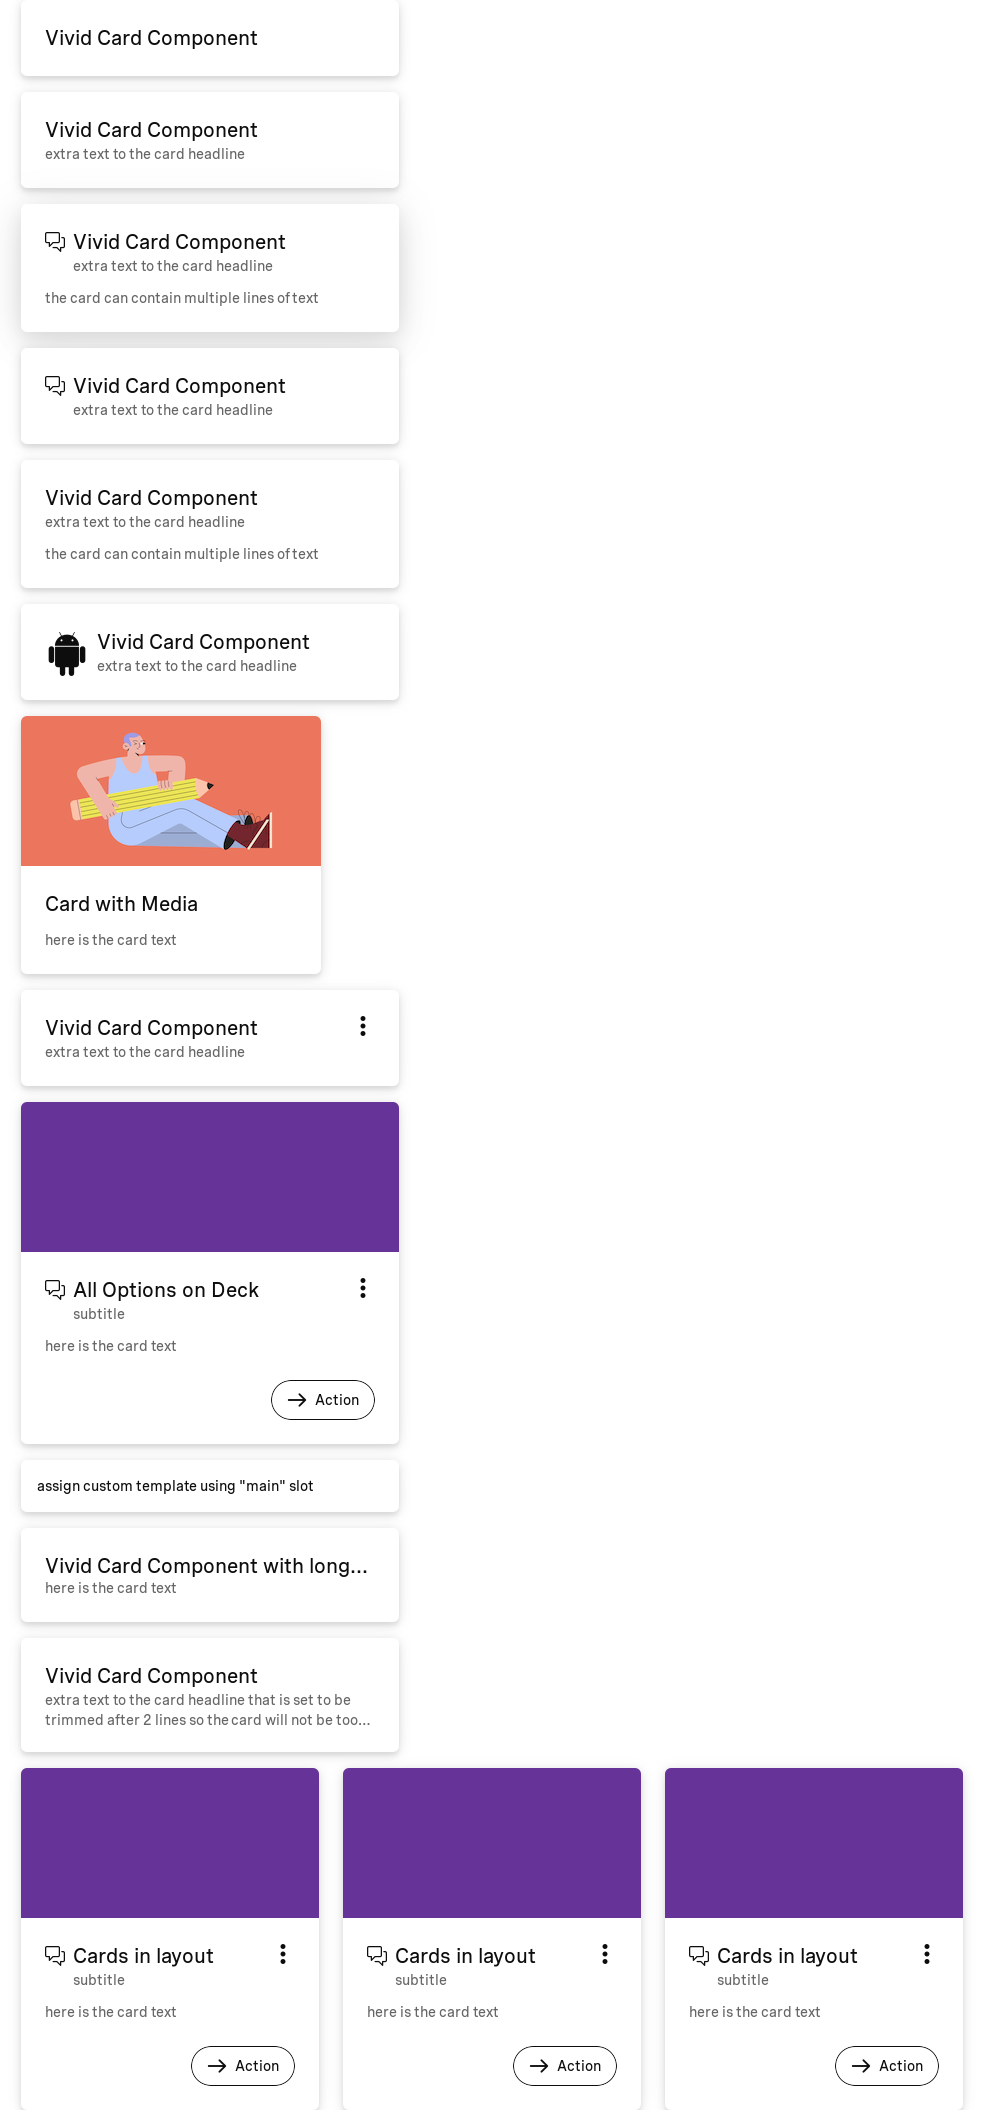 Vivid Card Component
Vivid Card Component
extra text to the card headline
Vivid Card Component
extra text to the card headline
the card can contain multiple lines of text
Vivid Card Component
extra text to the card headline
Vivid Card Component
extra text to the card headline
the card can contain multiple lines of text
Vivid Card Component
extra text to the card headline
Card with Media
here is the card text
Vivid Card Component
extra text to the card headline
All Options on Deck
subtitle
here is the card text
Action
assign custom template using "main" slot
Vivid Card Component with long...
here is the card text
Vivid Card Component
extra text to the card headline that is set to be
trimmed after 2 lines so the card will not be too...
Cards in layout
subtitle
here is the card text
Action
Cards in layout
subtitle
here is the card text
Action
Cards in layout
subtitle
here is the card text
Action